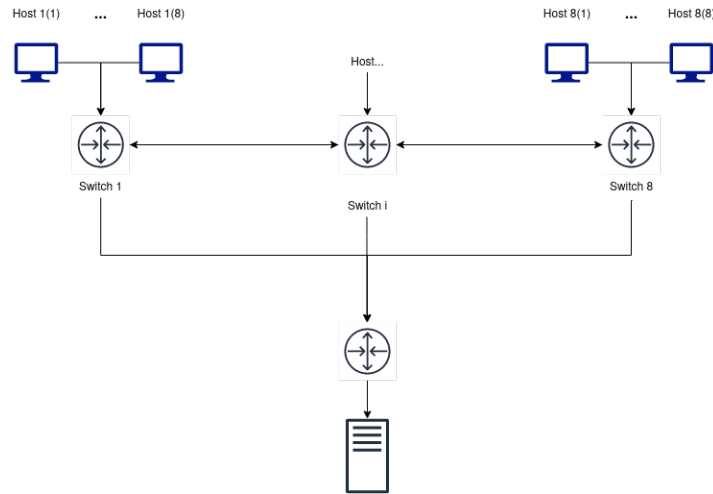 Host 1(1) ... Host 1(8) Host 8(1) ... Host 8(8)
Host...
Switch 1 Switch 8
Switch i